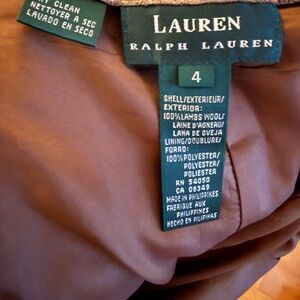 DRY CLEAN
NETTOYER A SEC
LAVADO EN SECO
LAUREN
RALPH LAUREN
4
SHELL/EXTERIEUR/
EXTERIOR:
100%LAMBS WOOL/
LAINE D'AGNEAU/
LANA DE OVEJA
LINING/DOUBLURE/
FORRO:
100%POLYESTER/
POLYESTER/
POLIESTER
RN 54050
CA 06349
MADE IN PHILIPPINES
FABRIQUE AUX
PHILIPPINES
HECHO EN FILIPINAS